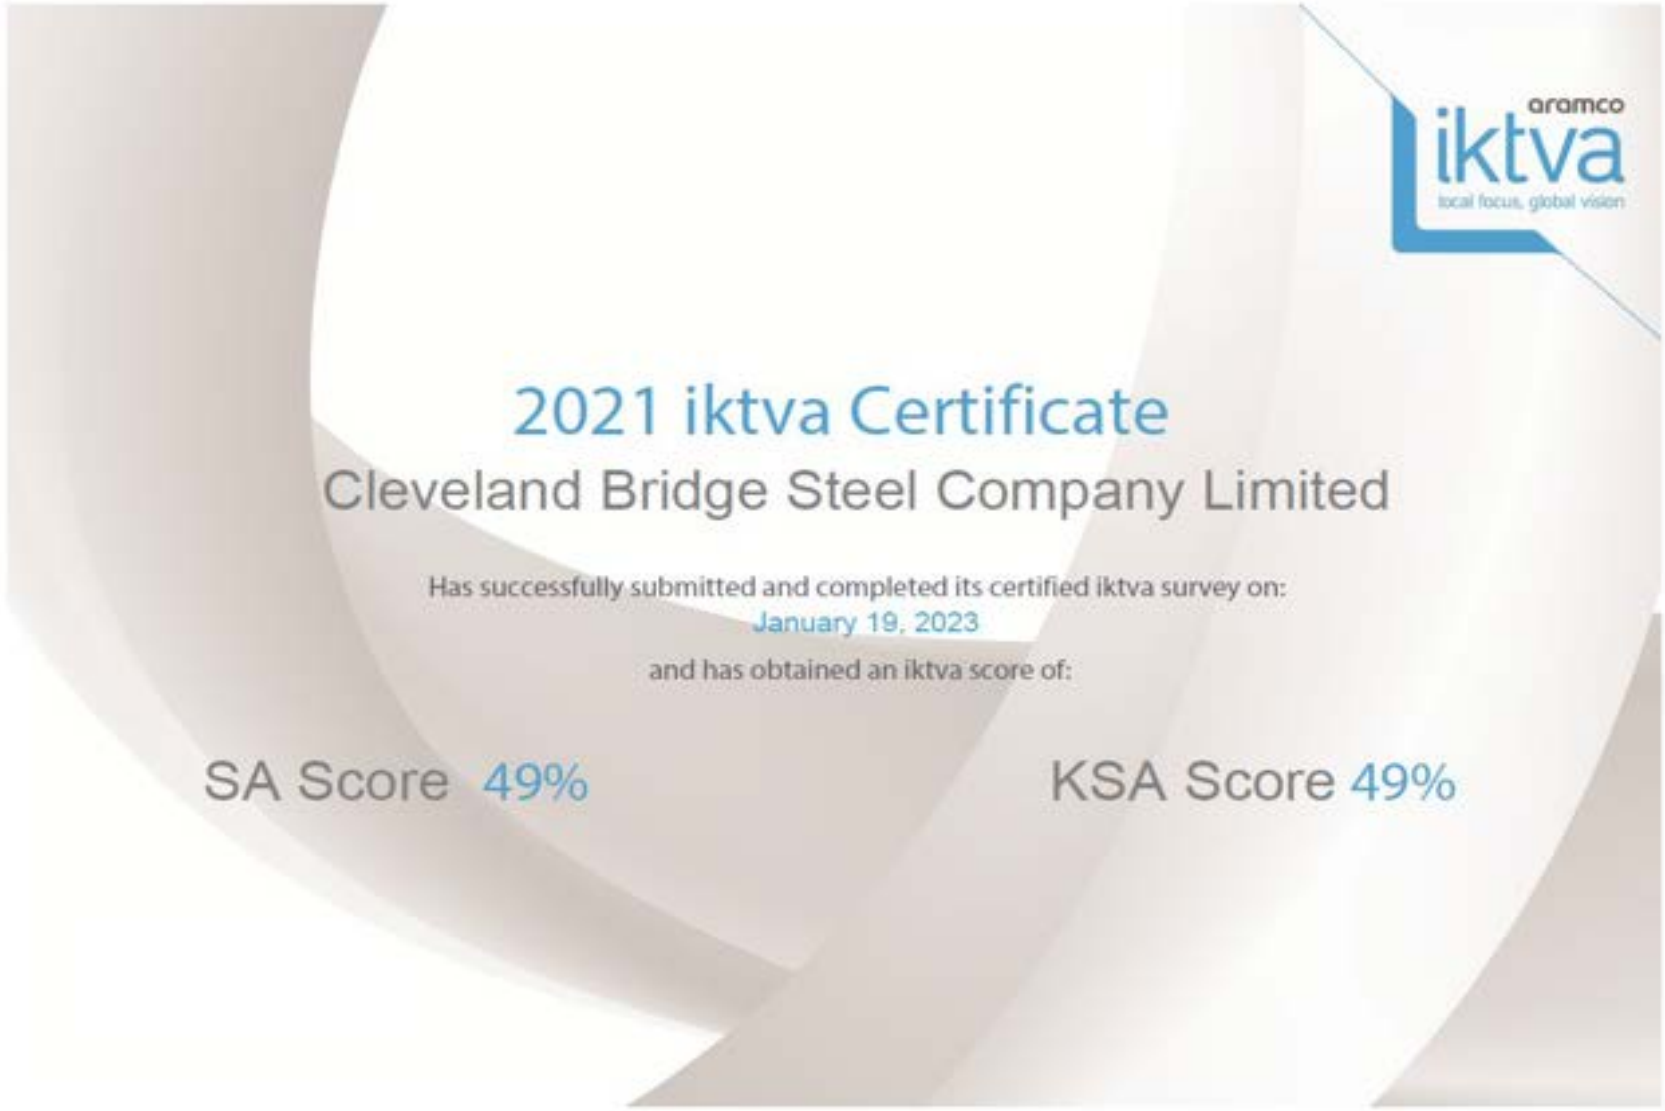 aramco
iktva
local focus, global vision
2021 iktva Certificate
Cleveland Bridge Steel Company Limited
Has successfully submitted and completed its certified iktva survey on:
January 19, 2023
and has obtained an iktva score of:
SA Score 49%
KSA Score 49%